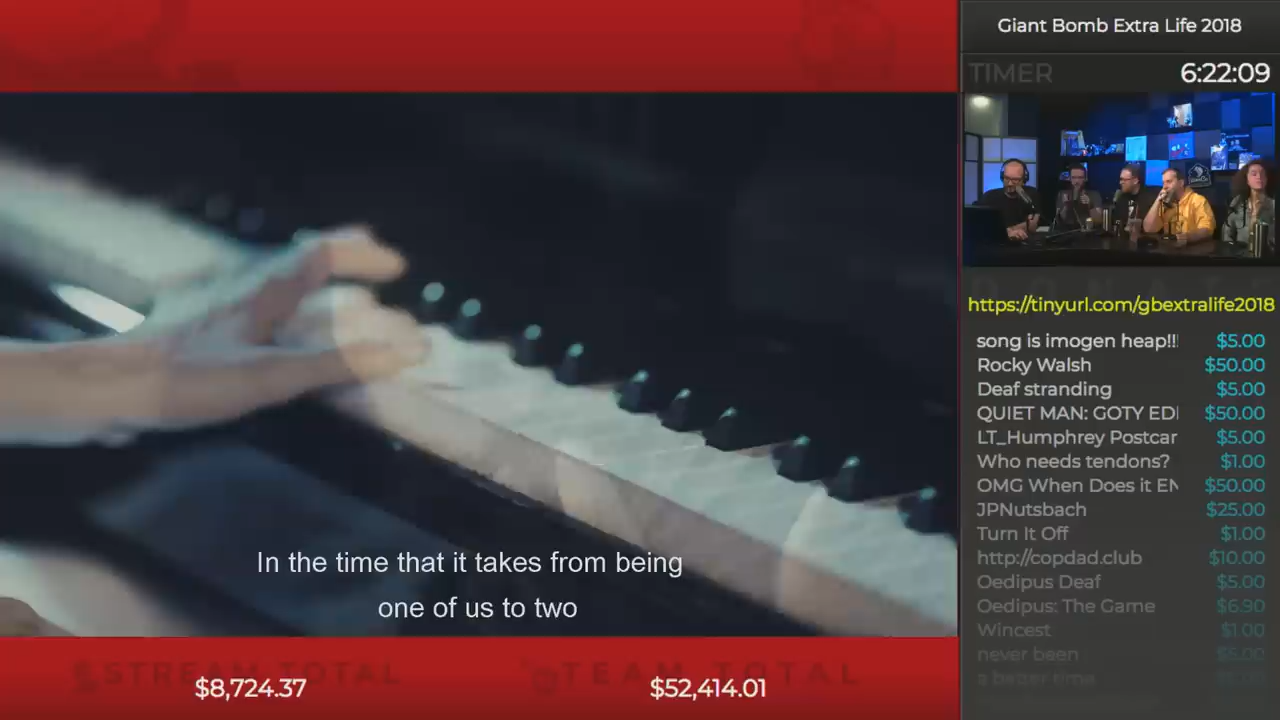 Giant Bomb Extra Life 2018
TIMER
6:22:09
https://tinyurl.com/gbextralife2018
song is imogen heap!!! $5.00
Rocky Walsh $50.00
Deaf stranding $5.00
QUIET MAN: GOTY EDI $50.00
LT_Humphrey Postcar $5.00
Who needs tendons? $1.00
OMG When Does it EN $50.00
JPNutsbach $25.00
Turn It Off $1.00
http://copdad.club $10.00
Oedipus Deaf $5.00
Oedipus: The Game $6.90
Wincest $1.00
never been $5.00
a better time
In the time that it takes from being
one of us to two
STREAM TOTAL
$8,724.37
TEAM TOTAL
$52,414.01